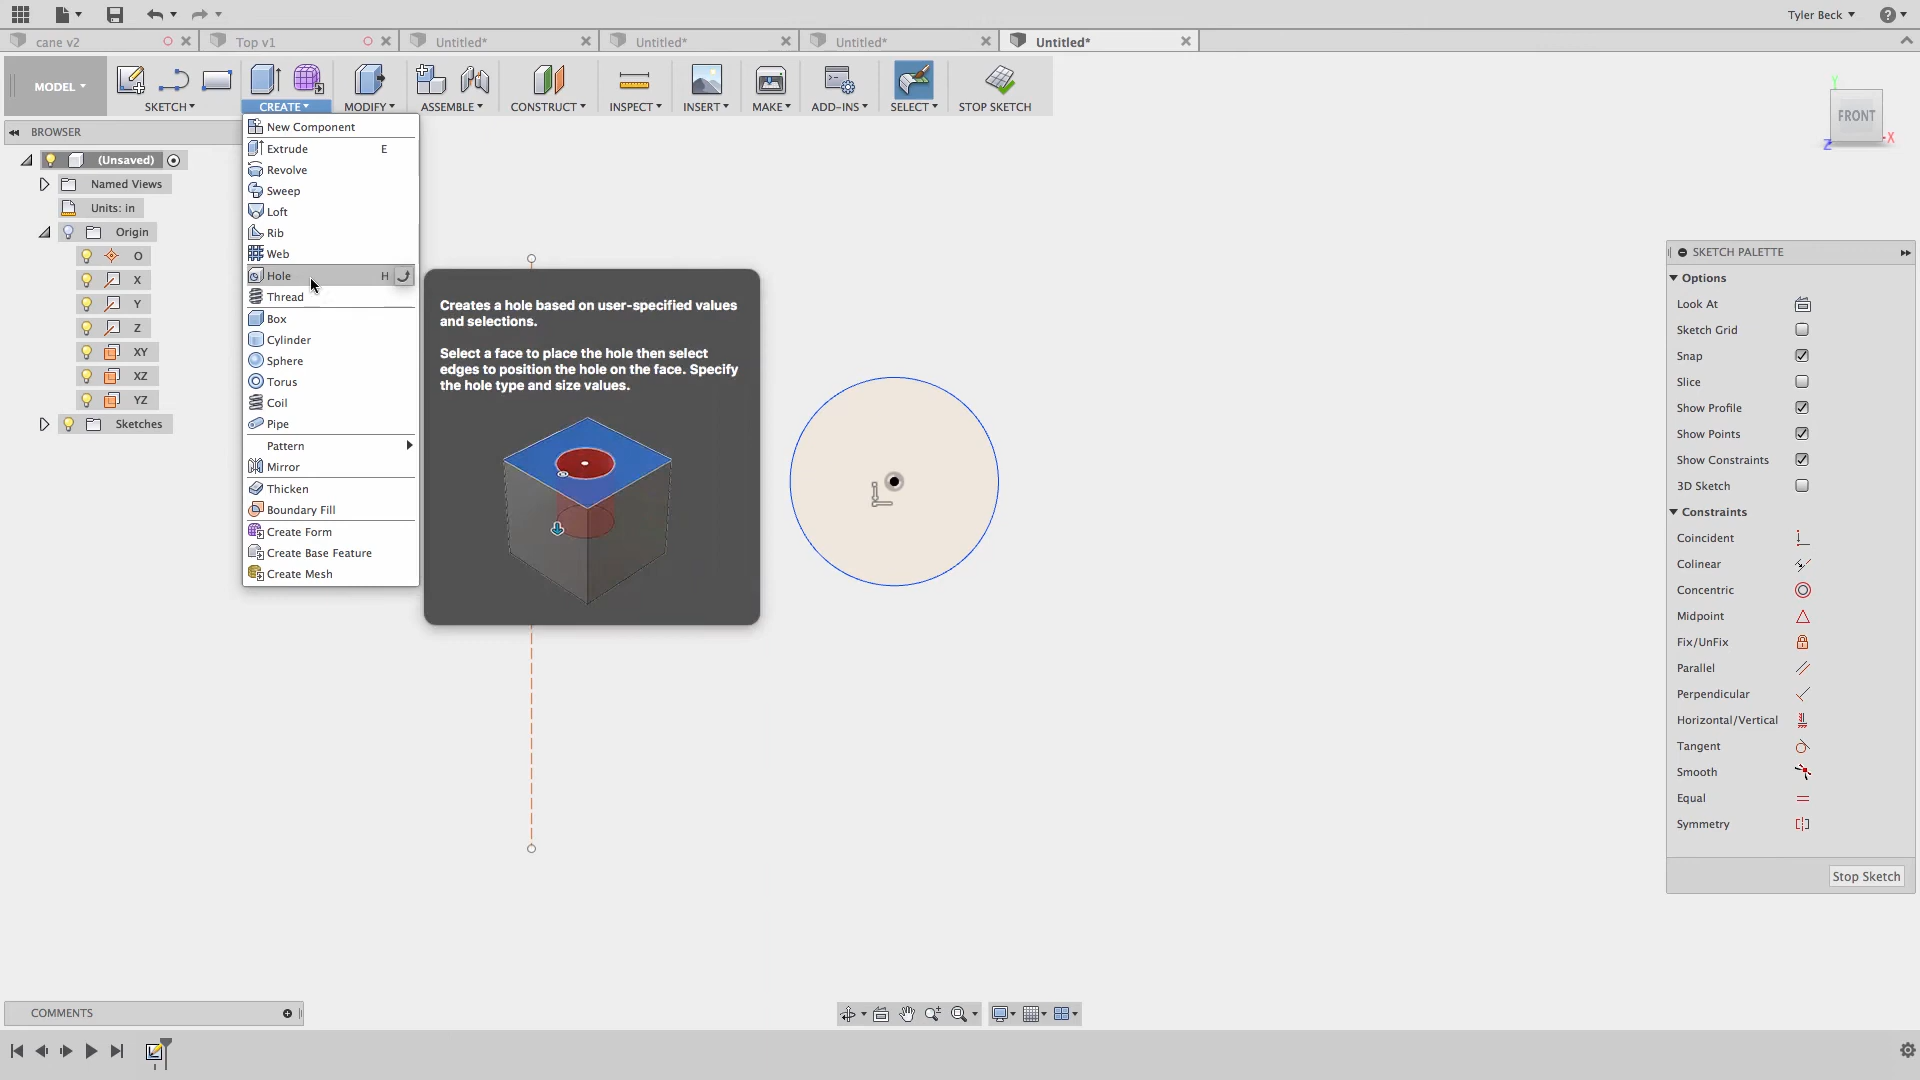 Tyler Beck
?
cane v2
Top v1
Untitled*
Untitled*
Untitled*
Untitled*
MODEL
SKETCH
CREATE
MODIFY
ASSEMBLE
CONSTRUCT
INSPECT
INSERT
MAKE
ADD-INS
SELECT
STOP SKETCH
Y
FRONT
X
Z
BROWSER
(Unsaved)
Named Views
Units: in
Origin
O
X
Y
Z
XY
XZ
YZ
Sketches
New Component
Extrude E
Revolve
Sweep
Loft
Rib
Web
Hole H
Thread
Box
Cylinder
Sphere
Torus
Coil
Pipe
Pattern
Mirror
Thicken
Boundary Fill
Create Form
Create Base Feature
Create Mesh
Creates a hole based on user-specified values
and selections.
Select a face to place the hole then select
edges to position the hole on the face. Specify
the hole type and size values.
SKETCH PALETTE
Options
Look At
Sketch Grid
Snap
Slice
Show Profile
Show Points
Show Constraints
3D Sketch
Constraints
Coincident
Colinear
Concentric
Midpoint
Fix/UnFix
Parallel
Perpendicular
Horizontal/Vertical
Tangent
Smooth
Equal
Symmetry
Stop Sketch
COMMENTS